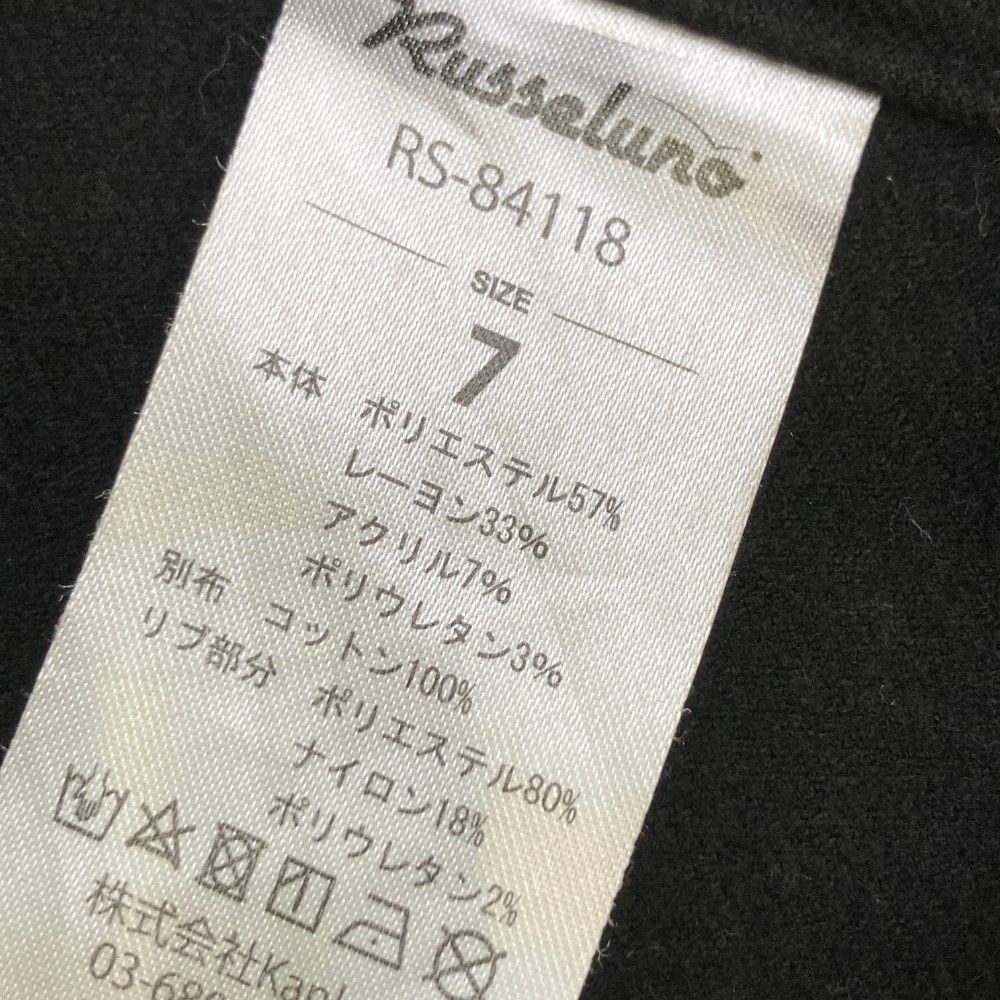 Russeluno
RS-84118
SIZE
7
本体 ポリエステル57%
レーヨン33%
アクリル7%
ポリウレタン3%
別布 コットン100%
リブ部分 ポリエステル80%
ナイロン18%
ポリウレタン2%
株式会社
03-68